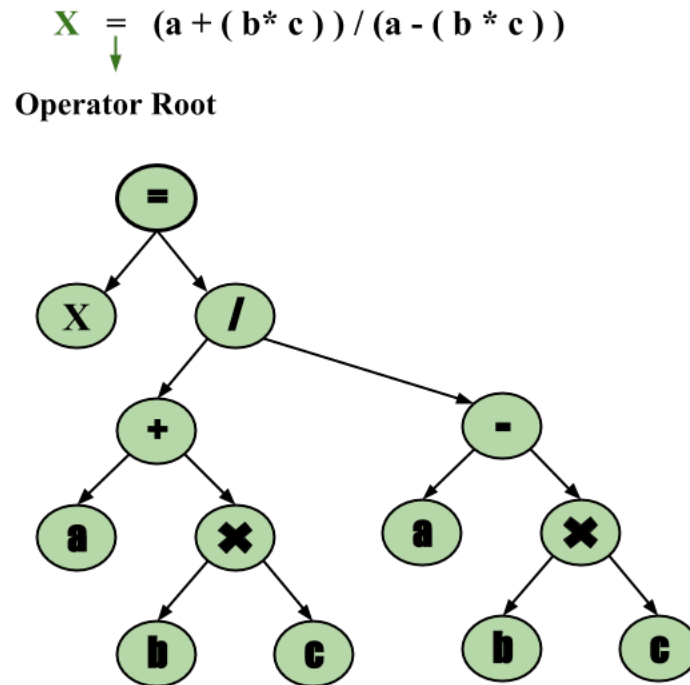 X = (a + ( b* c ) ) / (a - ( b * c ) )
Operator Root
=
X /
+ -
a × a ×
b c b c